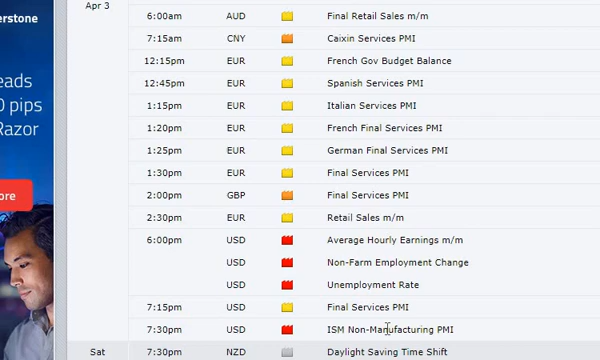 erstone
eads
0 pips
Razor
ore
Apr 3
6:00am AUD Final Retail Sales m/m
7:15am CNY Caixin Services PMI
12:15pm EUR French Gov Budget Balance
12:45pm EUR Spanish Services PMI
1:15pm EUR Italian Services PMI
1:20pm EUR French Final Services PMI
1:25pm EUR German Final Services PMI
1:30pm EUR Final Services PMI
2:00pm GBP Final Services PMI
2:30pm EUR Retail Sales m/m
6:00pm USD Average Hourly Earnings m/m
USD Non-Farm Employment Change
USD Unemployment Rate
7:15pm USD Final Services PMI
7:30pm USD ISM Non-Manufacturing PMI
Sat 7:30pm NZD Daylight Saving Time Shift